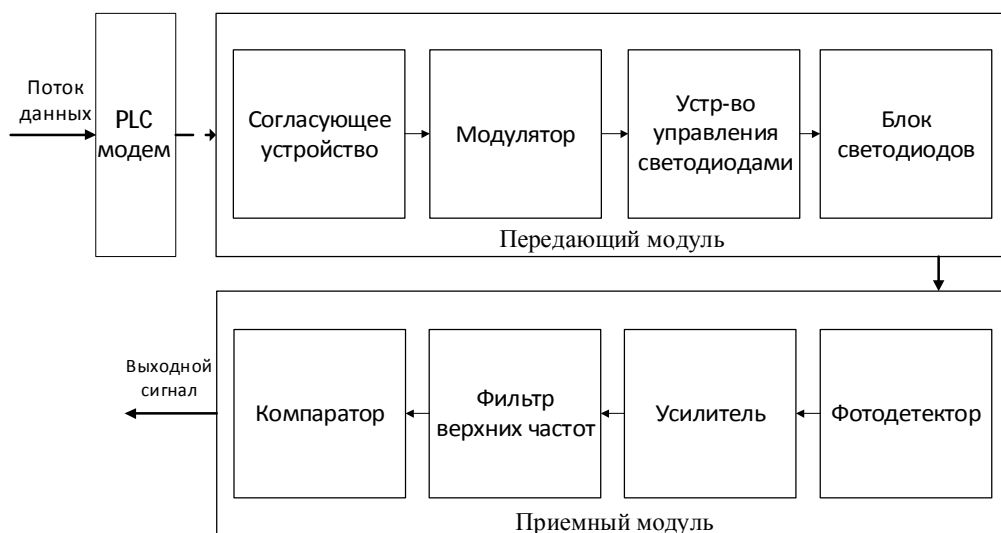 Поток
данных
PLC
модем
Согласующее
устройство
Модулятор
Устр-во
управления
светодиодами
Блок
светодиодов
Передающий модуль
Выходной
сигнал
Компаратор
Фильтр
верхних частот
Усилитель
Фотодетектор
Приемный модуль